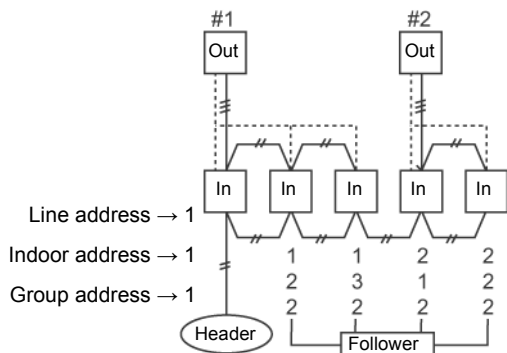 #1 #2
Out Out
In In In In In
Line address → 1 1 1 2 2
Indoor address → 1 2 3 1 2
Group address → 1 2 2 2 2
Header Follower